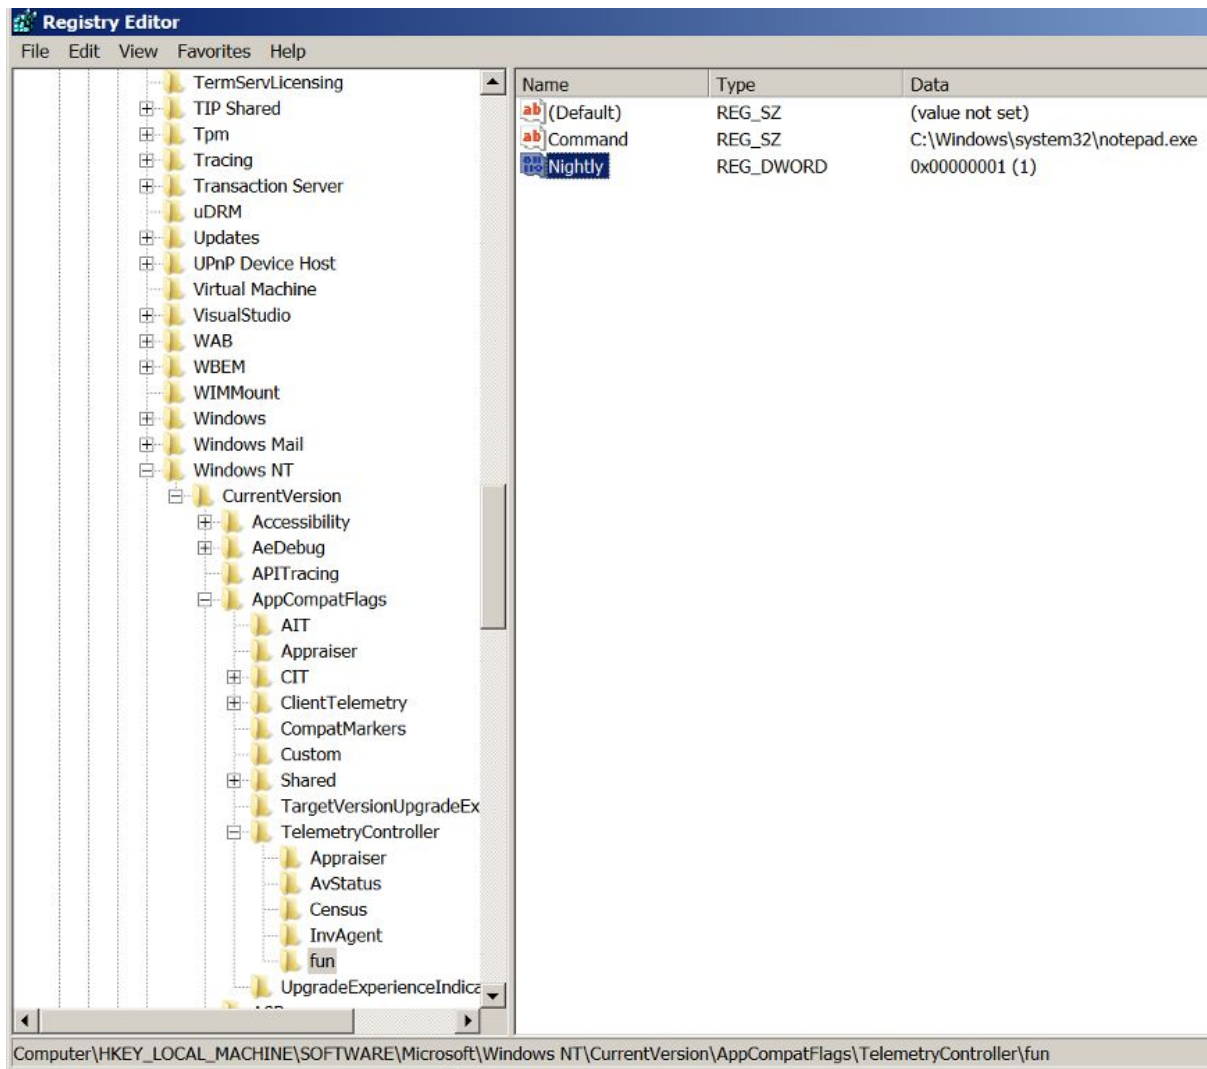 Registry Editor
File Edit View Favorites Help
TermServLicensing
TIP Shared
Tpm
Tracing
Transaction Server
uDRM
Updates
UPnP Device Host
Virtual Machine
VisualStudio
WAB
WBEM
WIMMount
Windows
Windows Mail
Windows NT
CurrentVersion
Accessibility
AeDebug
APITracing
AppCompatFlags
AIT
Appraiser
CIT
ClientTelemetry
CompatMarkers
Custom
Shared
TargetVersionUpgradeEx
TelemetryController
Appraiser
AvStatus
Census
InvAgent
fun
UpgradeExperienceIndica
Name Type Data
(Default) REG_SZ (value not set)
Command REG_SZ C:\Windows\system32\notepad.exe
Nightly REG_DWORD 0x00000001 (1)
Computer\HKEY_LOCAL_MACHINE\SOFTWARE\Microsoft\Windows NT\CurrentVersion\AppCompatFlags\TelemetryController\fun